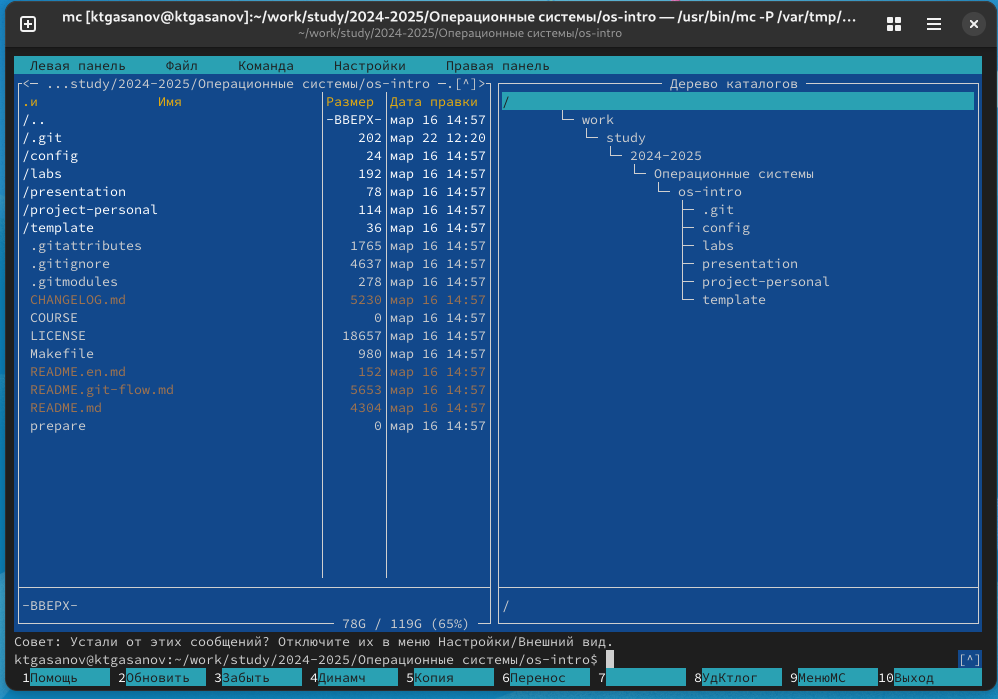 mc [ktgasanov@ktgasanov]:~/work/study/2024-2025/Операционные системы/os-intro — /usr/bin/mc -P /var/tmp/...
~/work/study/2024-2025/Операционные системы/os-intro
Левая панель Файл Команда Настройки Правая панель
<— ...study/2024-2025/Операционные системы/os-intro —.[^]>
.и Имя Размер Дата правки
/.. -ВВЕРХ- мар 16 14:57
/.git 202 мар 22 12:20
/config 24 мар 16 14:57
/labs 192 мар 16 14:57
/presentation 78 мар 16 14:57
/project-personal 114 мар 16 14:57
/template 36 мар 16 14:57
.gitattributes 1765 мар 16 14:57
.gitignore 4637 мар 16 14:57
.gitmodules 278 мар 16 14:57
CHANGELOG.md 5230 мар 16 14:57
COURSE 0 мар 16 14:57
LICENSE 18657 мар 16 14:57
Makefile 980 мар 16 14:57
README.en.md 152 мар 16 14:57
README.git-flow.md 5653 мар 16 14:57
README.md 4304 мар 16 14:57
prepare 0 мар 16 14:57
-ВВЕРХ-
78G / 119G (65%)
Дерево каталогов
/
work
study
2024-2025
Операционные системы
os-intro
.git
config
labs
presentation
project-personal
template
/
Совет: Устали от этих сообщений? Отключите их в меню Настройки/Внешний вид.
ktgasanov@ktgasanov:~/work/study/2024-2025/Операционные системы/os-intro$ [^]
1Помощь 2Обновить 3Забыть 4Динамч 5Копия 6Перенос 7 8УдКтлог 9МенюМС 10Выход